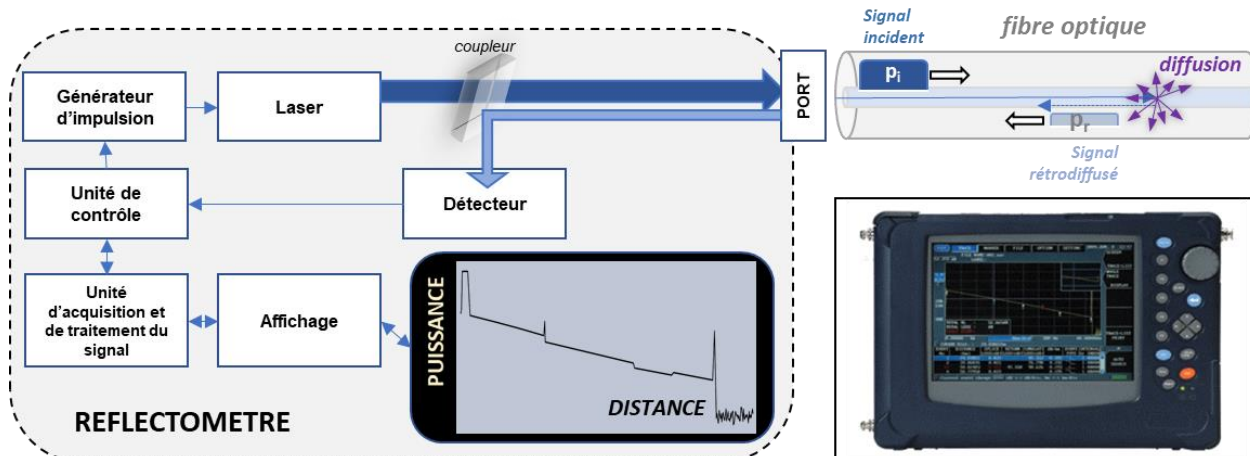 Générateur
d'impulsion
Laser
coupleur
PORT
Signal
incident
fibre optique
pi
diffusion
pr
Signal
rétrodiffusé
Unité de
contrôle
Détecteur
Unité
d'acquisition et
de traitement du
signal
Affichage
PUISSANCE
DISTANCE
REFLECTOMETRE